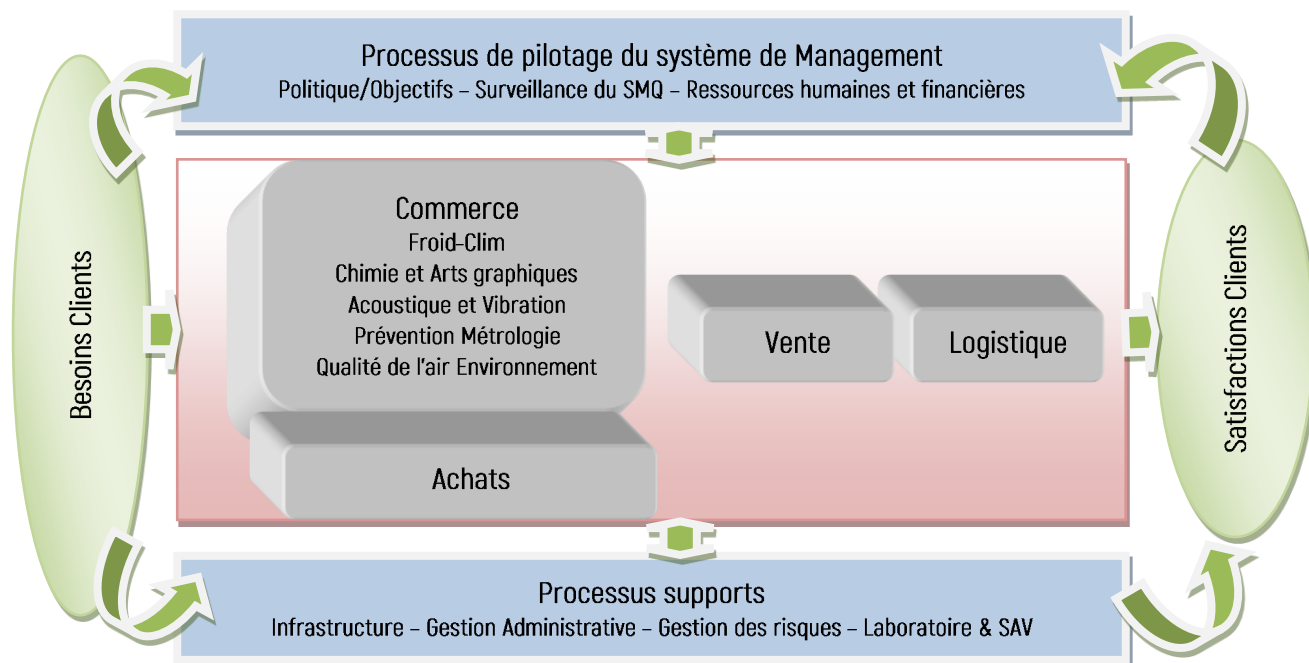 Processus de pilotage du système de Management
Politique/Objectifs – Surveillance du SMQ – Ressources humaines et financières
Besoins Clients
Commerce
Froid-Clim
Chimie et Arts graphiques
Acoustique et Vibration
Prévention Métrologie
Qualité de l'air Environnement
Achats
Vente
Logistique
Satisfactions Clients
Processus supports
Infrastructure – Gestion Administrative – Gestion des risques – Laboratoire & SAV